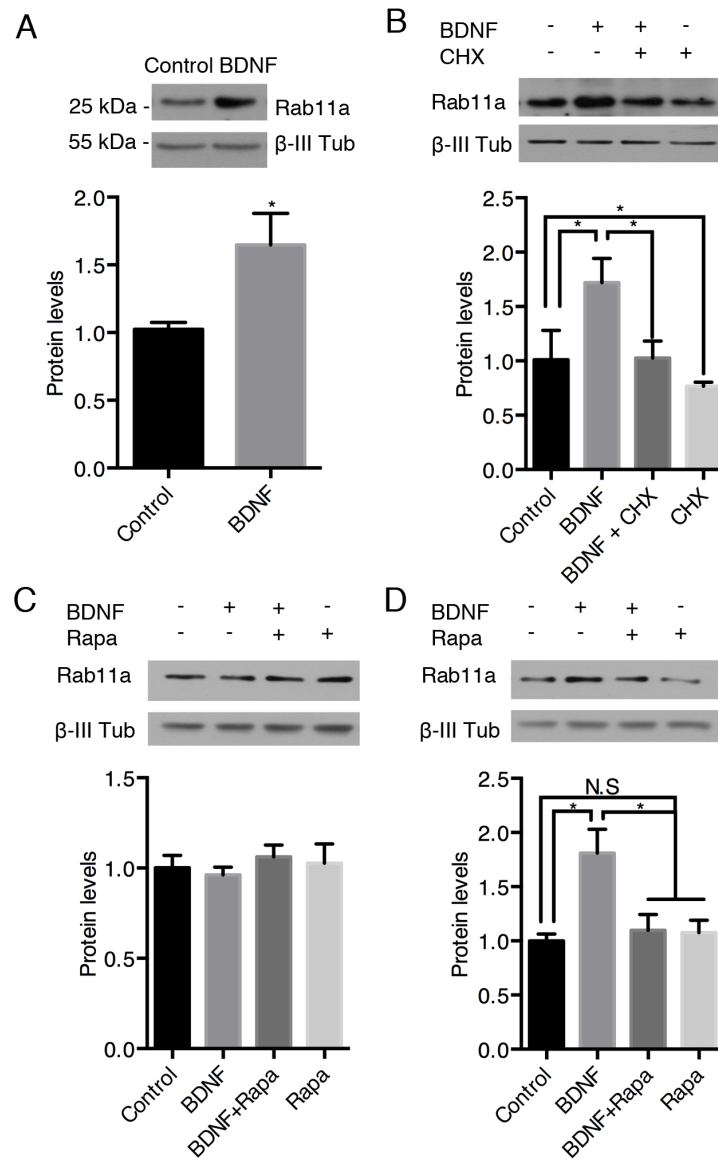 A
Control BDNF
25 kDa - Rab11a
55 kDa - β-III Tub
Protein levels
2.0
*
1.5
1.0
0.5
0.0
Control
BDNF
B
BDNF - + + -
CHX - - + +
Rab11a
β-III Tub
Protein levels
2.5
*
* *
2.0
1.5
1.0
0.5
0.0
Control
BDNF
BDNF + CHX
CHX
C
BDNF - + + -
Rapa - - + +
Rab11a
β-III Tub
Protein levels
1.5
1.0
0.5
0.0
Control
BDNF
BDNF+Rapa
Rapa
D
BDNF - + + -
Rapa - - + +
Rab11a
β-III Tub
Protein levels
2.5
N.S
* *
2.0
1.5
1.0
0.5
0.0
Control
BDNF
BDNF+Rapa
Rapa